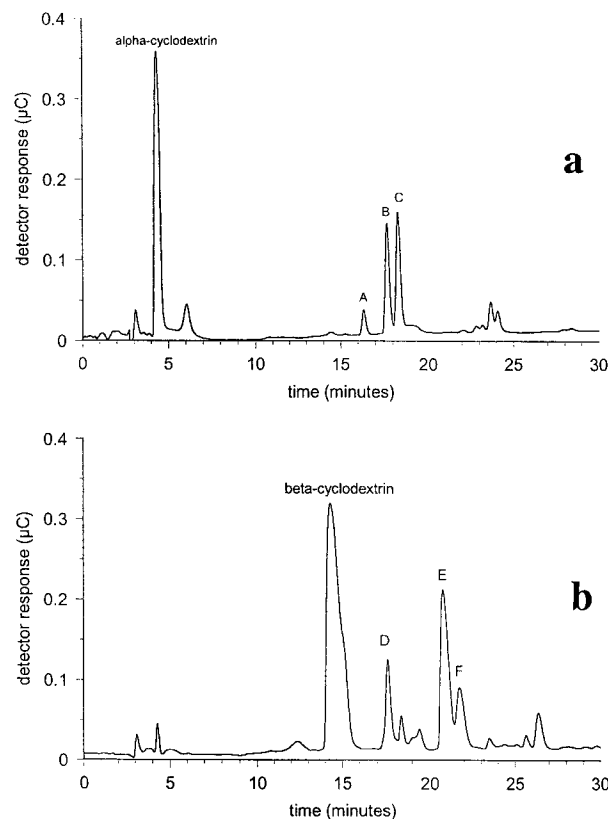 alpha-cyclodextrin
0.4
0.3
0.2
0.1
0
detector response (µC)
A
B
C
a
0 5 10 15 20 25 30
time (minutes)
beta-cyclodextrin
0.4
0.3
0.2
0.1
0
detector response (µC)
D
E
F
b
0 5 10 15 20 25 30
time (minutes)